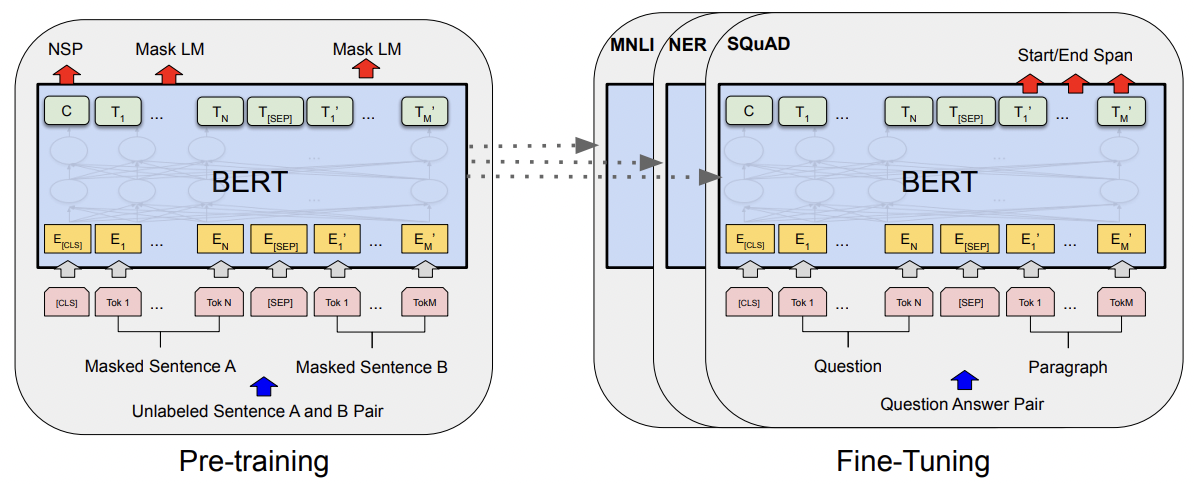 NSP Mask LM Mask LM
C T1 ... TN T[SEP] T1’ ... TM’
...
BERT
...
E[CLS] E1 ... EN E[SEP] E1’ ... EM’
[CLS] Tok 1 ... Tok N [SEP] Tok 1 ... TokM
Masked Sentence A Masked Sentence B
Unlabeled Sentence A and B Pair
Pre-training
MNLI NER SQuAD
Start/End Span
C T1 ... TN T[SEP] T1’ ... TM’
...
BERT
...
E[CLS] E1 ... EN E[SEP] E1’ ... EM’
[CLS] Tok 1 ... Tok N [SEP] Tok 1 ... TokM
Question Paragraph
Question Answer Pair
Fine-Tuning